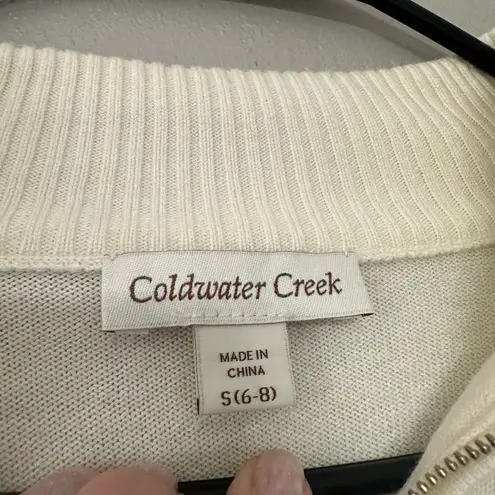 Coldwater Creek
MADE IN
CHINA
S(6-8)